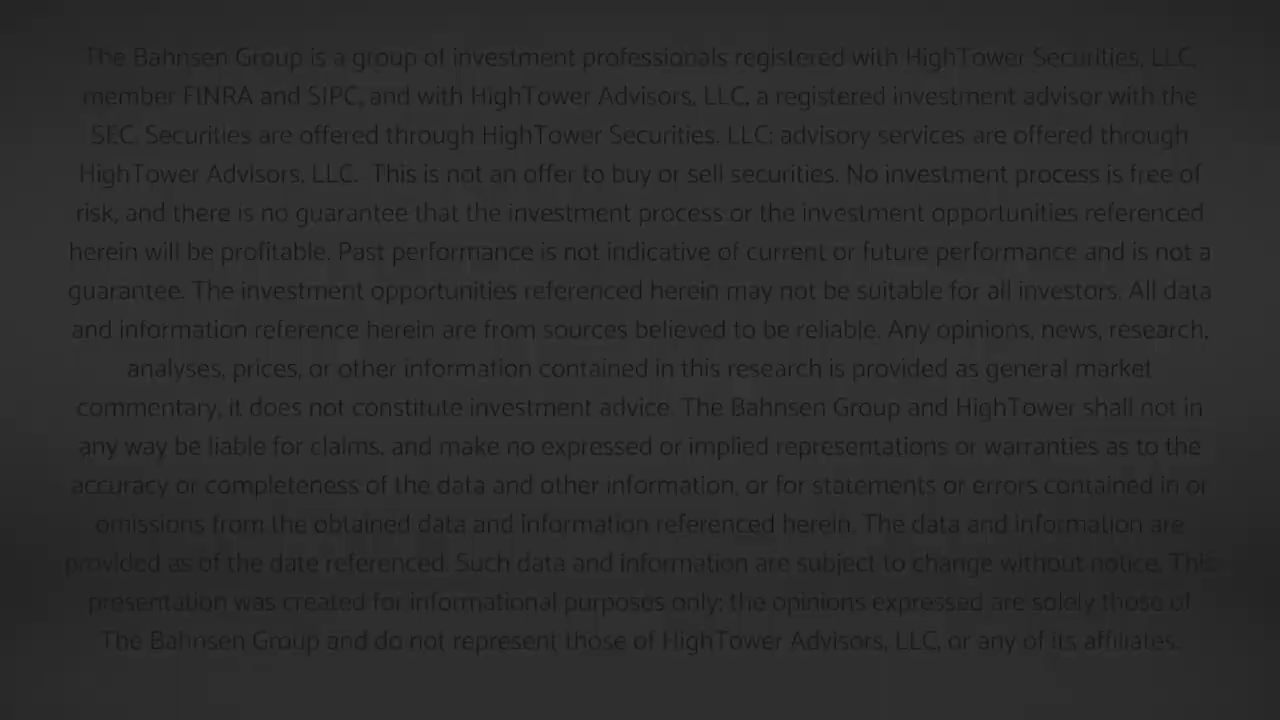 The Bahnsen Group is a group of investment professionals registered with HighTower Securities, LLC,
member FINRA and SIPC, and with HighTower Advisors, LLC, a registered investment advisor with the
SEC. Securities are offered through HighTower Securities, LLC; advisory services are offered through
HighTower Advisors, LLC. This is not an offer to buy or sell securities. No investment process is free of
risk, and there is no guarantee that the investment process or the investment opportunities referenced
herein will be profitable. Past performance is not indicative of current or future performance and is not a
guarantee. The investment opportunities referenced herein may not be suitable for all investors. All data
and information reference herein are from sources believed to be reliable. Any opinions, news, research,
analyses, prices, or other information contained in this research is provided as general market
commentary, it does not constitute investment advice. The Bahnsen Group and HighTower shall not in
any way be liable for claims, and make no expressed or implied representations or warranties as to the
accuracy or completeness of the data and other information, or for statements or errors contained in or
omissions from the obtained data and information referenced herein. The data and information are
provided as of the date referenced. Such data and information are subject to change without notice. This
presentation was created for informational purposes only; the opinions expressed are solely those of
The Bahnsen Group and do not represent those of HighTower Advisors, LLC, or any of its affiliates.